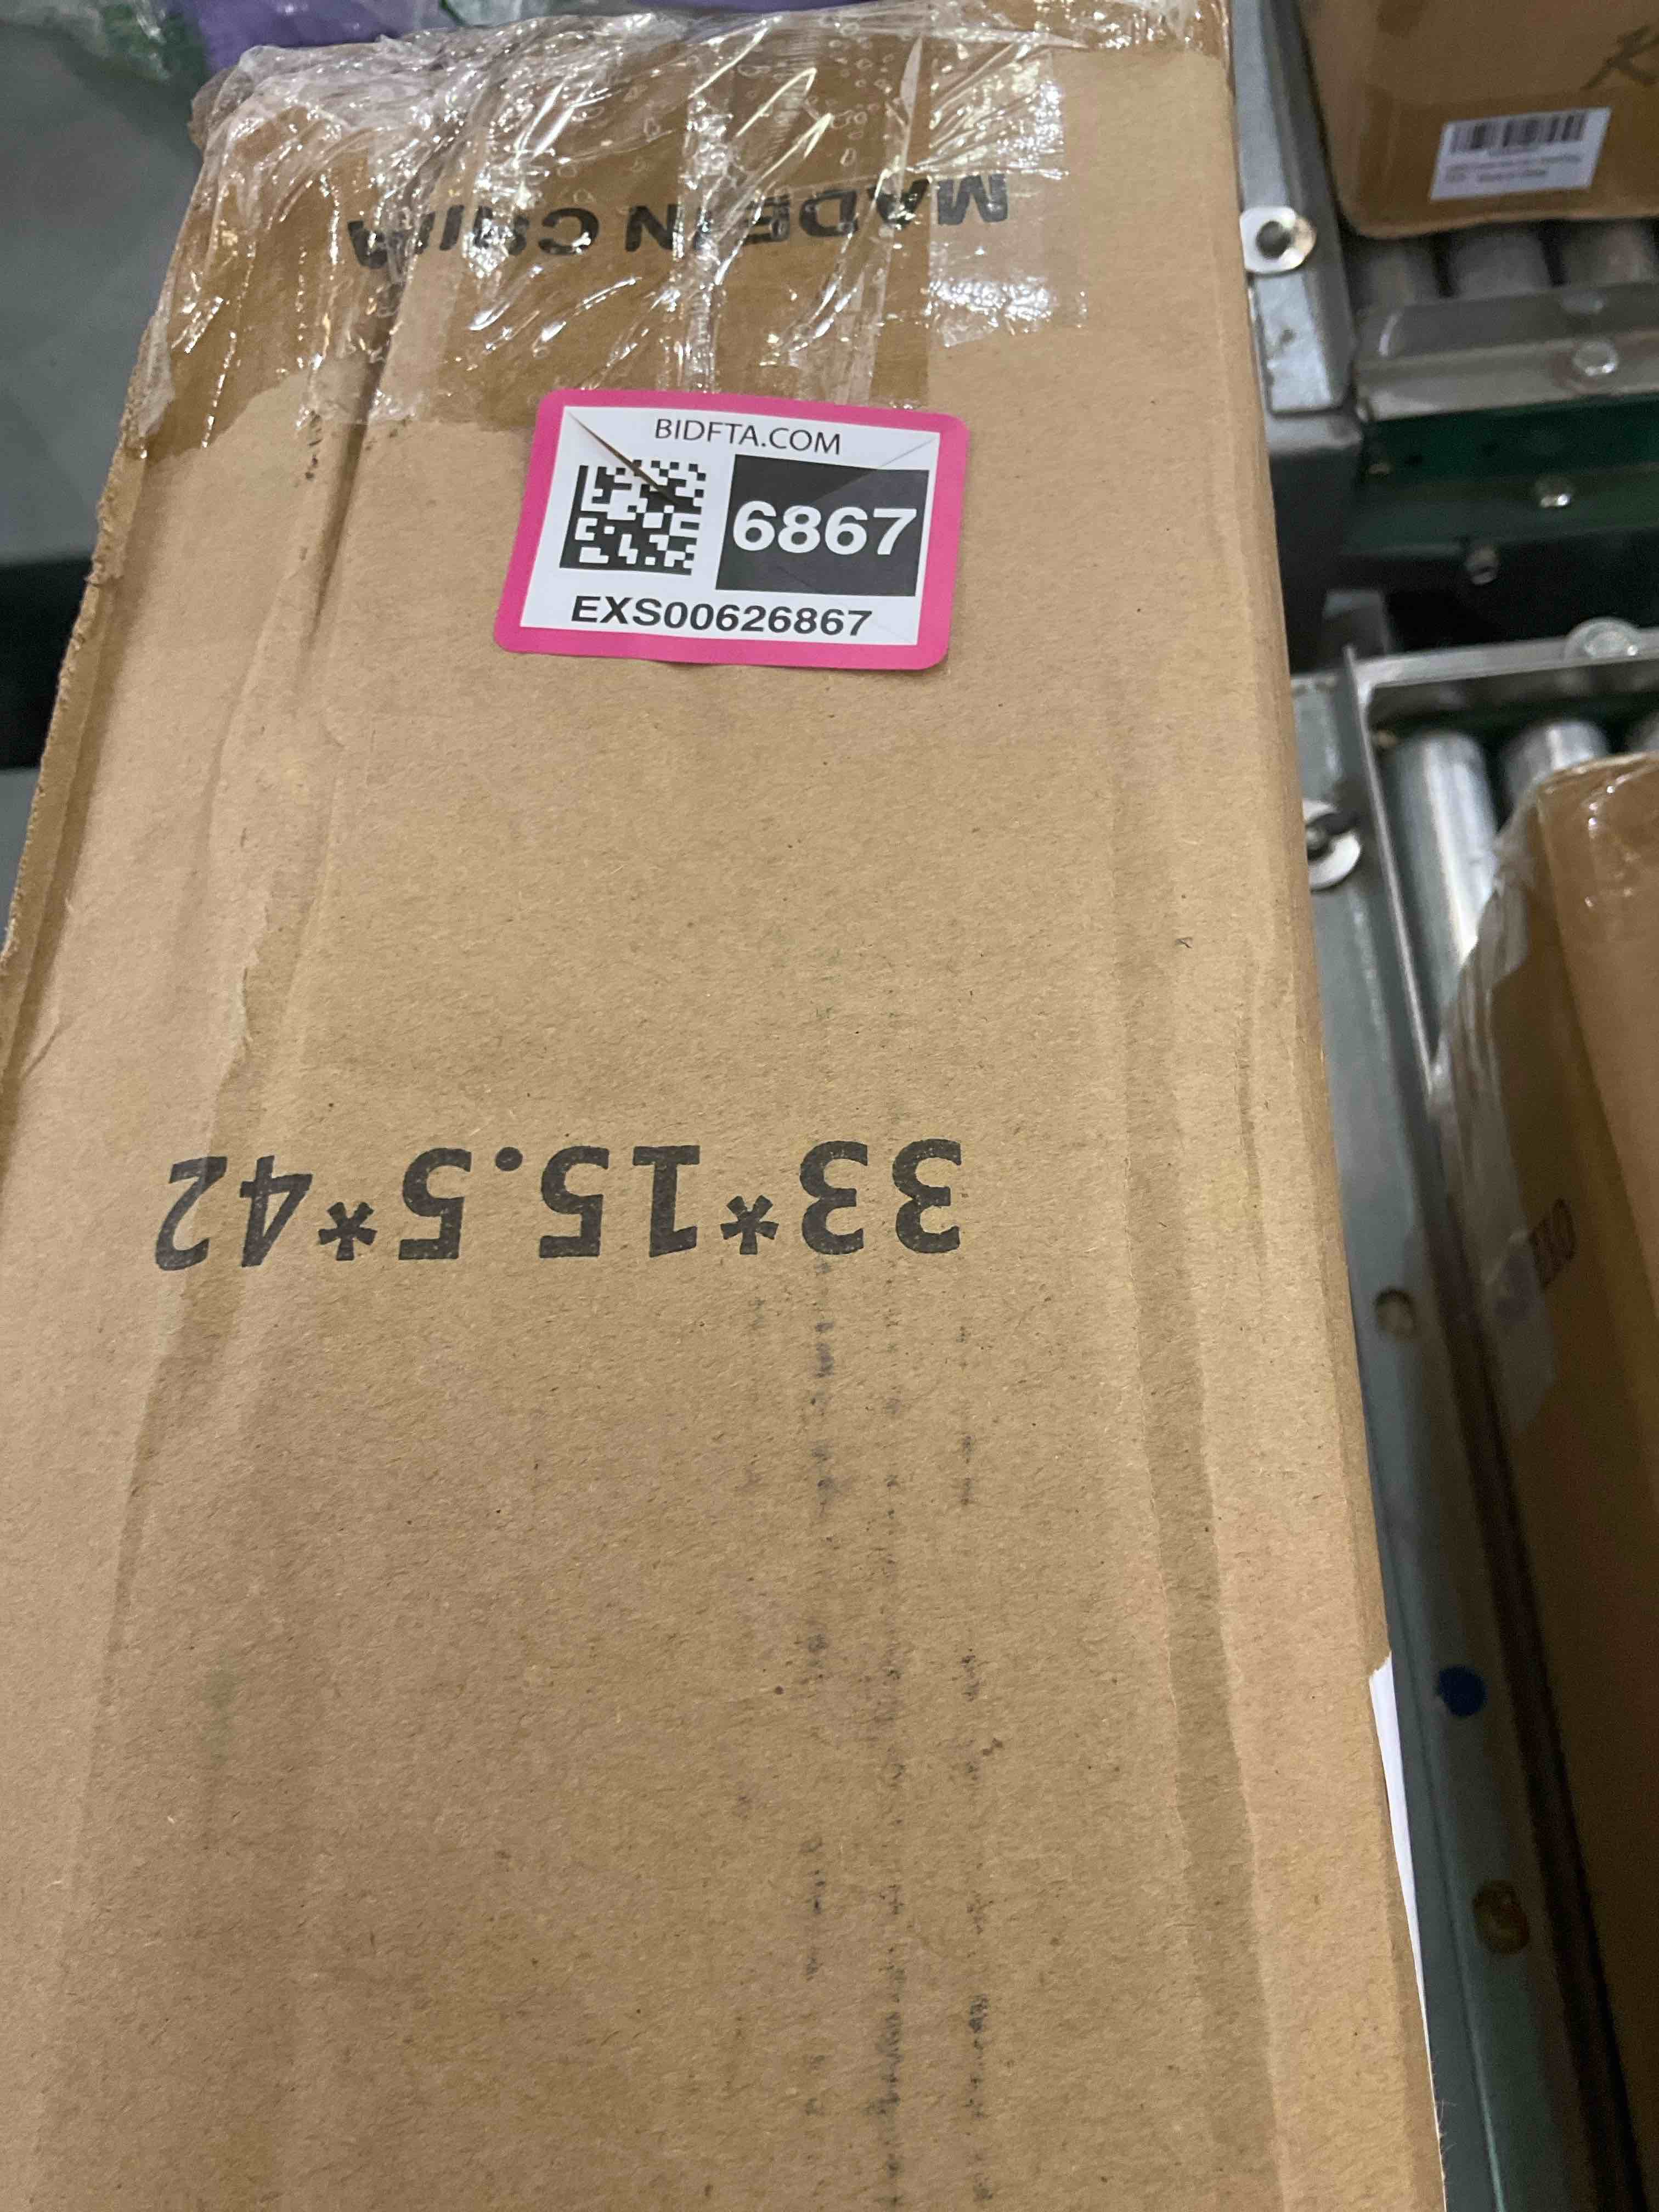 MADE IN CHINA
BIDFTA.COM
6867
EXS00626867
33*15.5*42